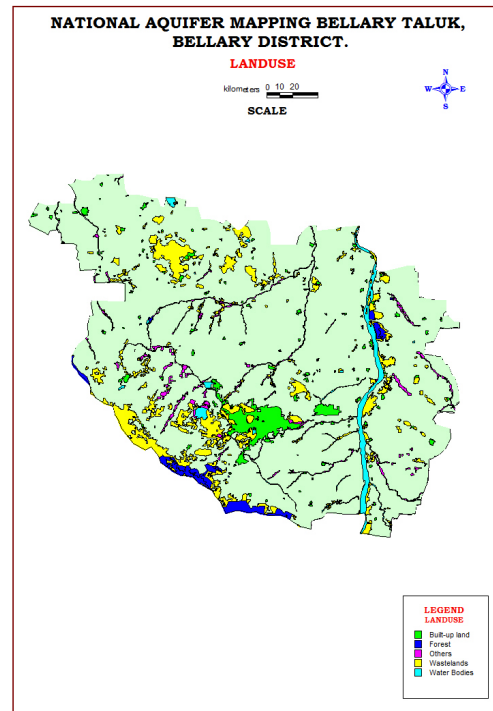 NATIONAL AQUIFER MAPPING BELLARY TALUK,
BELLARY DISTRICT.
LANDUSE
kilometers 0 10 20
SCALE
N
W E
S
LEGEND
LANDUSE
Built-up land
Forest
Others
Wastelands
Water Bodies